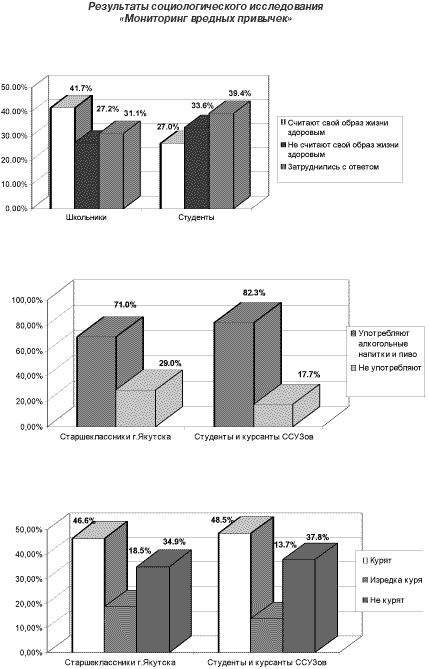 Результаты социологического исследования
«Мониторинг вредных привычек»
50.00%
40.00%
30.00%
20.00%
10.00%
0.00%
41.7%
27.2%
31.1%
27.0%
33.6%
39.4%
Школьники
Студенты
Считают свой образ жизни
здоровым
Не считают свой образ жизни
здоровым
Затруднились с ответом
100,00%
80,00%
60,00%
40,00%
20,00%
0,00%
71.0%
29.0%
82.3%
17.7%
Старшеклассники г.Якутска
Студенты и курсанты ССУЗов
Употребляют
алкогольные
напитки и пиво
Не употребляют
50,00%
40,00%
30,00%
20,00%
10,00%
0,00%
46.6%
18.5%
34.9%
48.5%
13.7%
37.8%
Старшеклассники г.Якутска
Студенты и курсанты ССУЗов
Курят
Изредка куря
Не курят